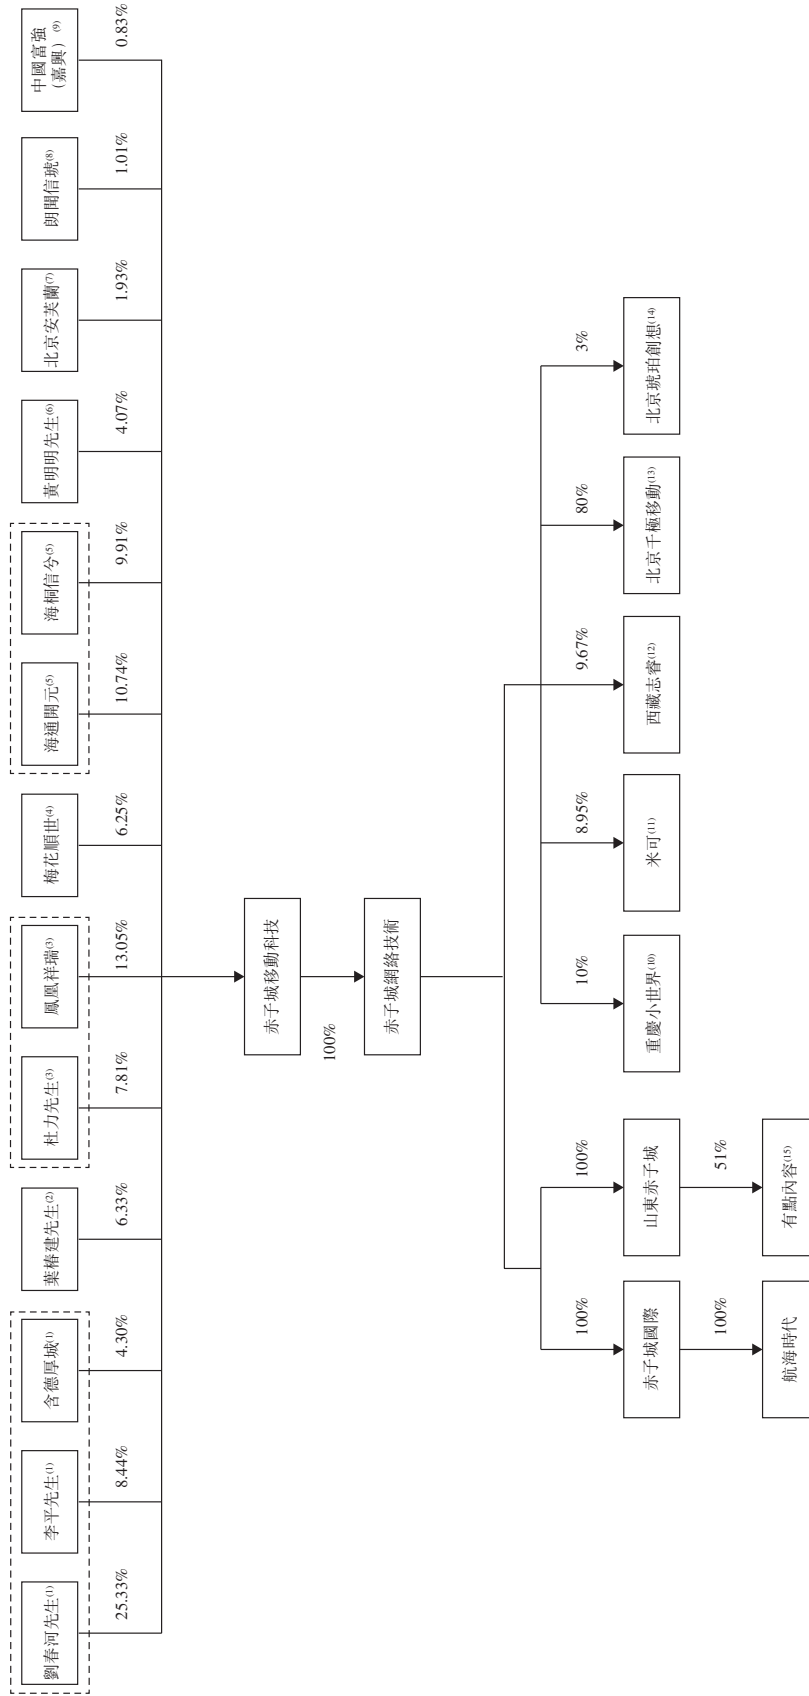 劉春河先生(1)
李平先生(1)
含德厚城(1)
葉椿建先生(2)
杜力先生(3)
鳳凰祥瑞(3)
梅花順世(4)
海通開元(5)
海桐信兮(5)
黃明明先生(6)
北京安芙蘭(7)
朗聞信琥(8)
中國富強
(嘉興)(9)
25.33%
8.44%
4.30%
6.33%
7.81%
13.05%
6.25%
10.74%
9.91%
4.07%
1.93%
1.01%
0.83%
赤子城移動科技
100%
赤子城網絡技術
100%
100%
10%
8.95%
9.67%
80%
3%
赤子城國際
山東赤子城
重慶小世界(10)
米可(11)
西藏志睿(12)
北京千極移動(13)
北京琥珀創想(14)
100%
51%
航海時代
有點內容(15)